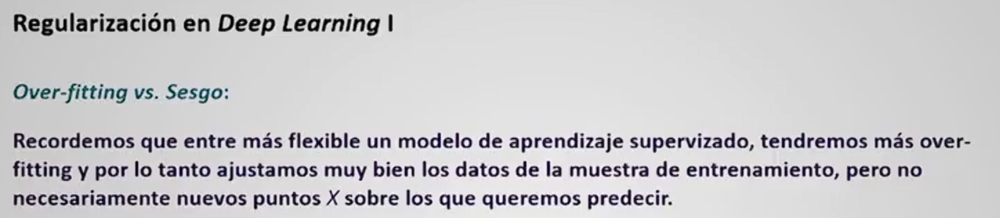 Regularización en Deep Learning I
Over-fitting vs. Sesgo:
Recordemos que entre más flexible un modelo de aprendizaje supervizado, tendremos más over-
fitting y por lo tanto ajustamos muy bien los datos de la muestra de entrenamiento, pero no
necesariamente nuevos puntos X sobre los que queremos predecir.